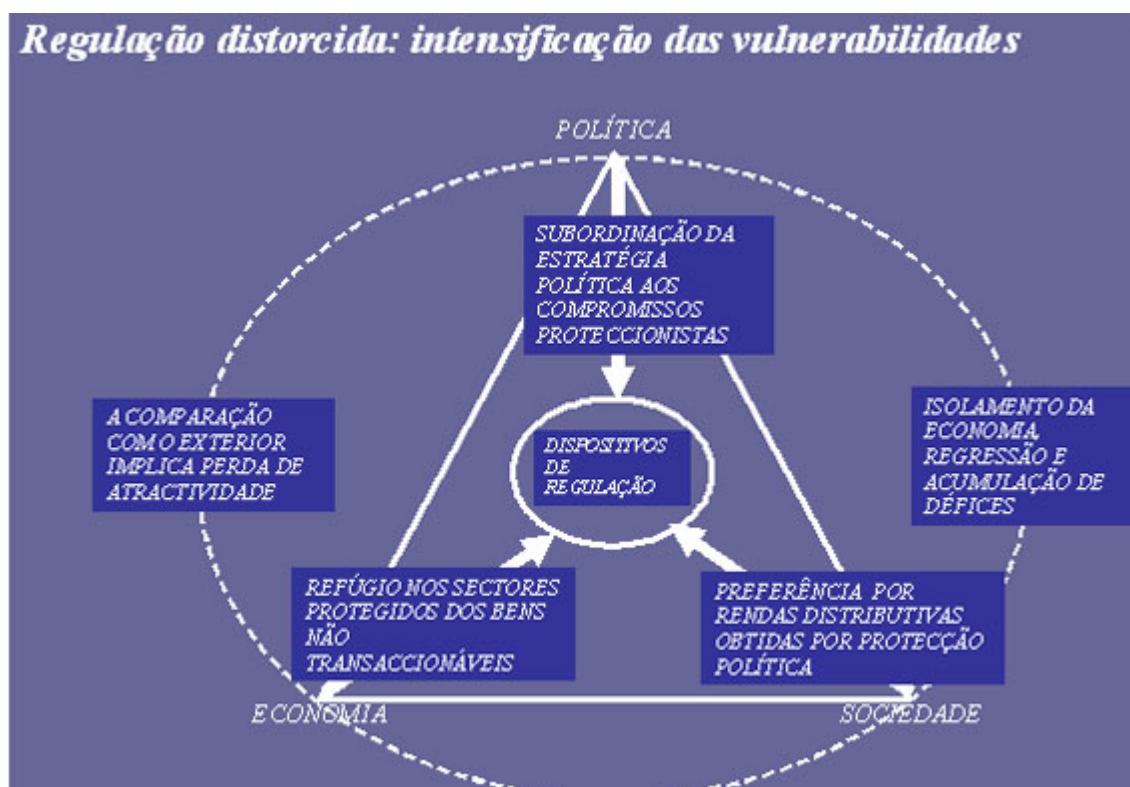 Regulação distorcida: intensificação das vulnerabilidades
POLÍTICA
SUBORDINAÇÃO DA
ESTRATÉGIA
POLÍTICA AOS
COMPROMISSOS
PROTECCIONISTAS
A COMPARAÇÃO
COM O EXTERIOR
IMPLICA PERDA DE
ATRACTIVIDADE
DISPOSITIVOS
DE
REGULAÇÃO
ISOLAMENTO DA
ECONOMIA,
REGRESSÃO E
ACUMULAÇÃO DE
DÉFICES
REFÚGIO NOS SECTORES
PROTEGIDOS DOS BENS
NÃO
TRANSACCIONÁVEIS
PREFERÊNCIA POR
RENDAS DISTRIBUTIVAS
OBTIDAS POR PROTECÇÃO
POLÍTICA
ECONOMIA
SOCIEDADE